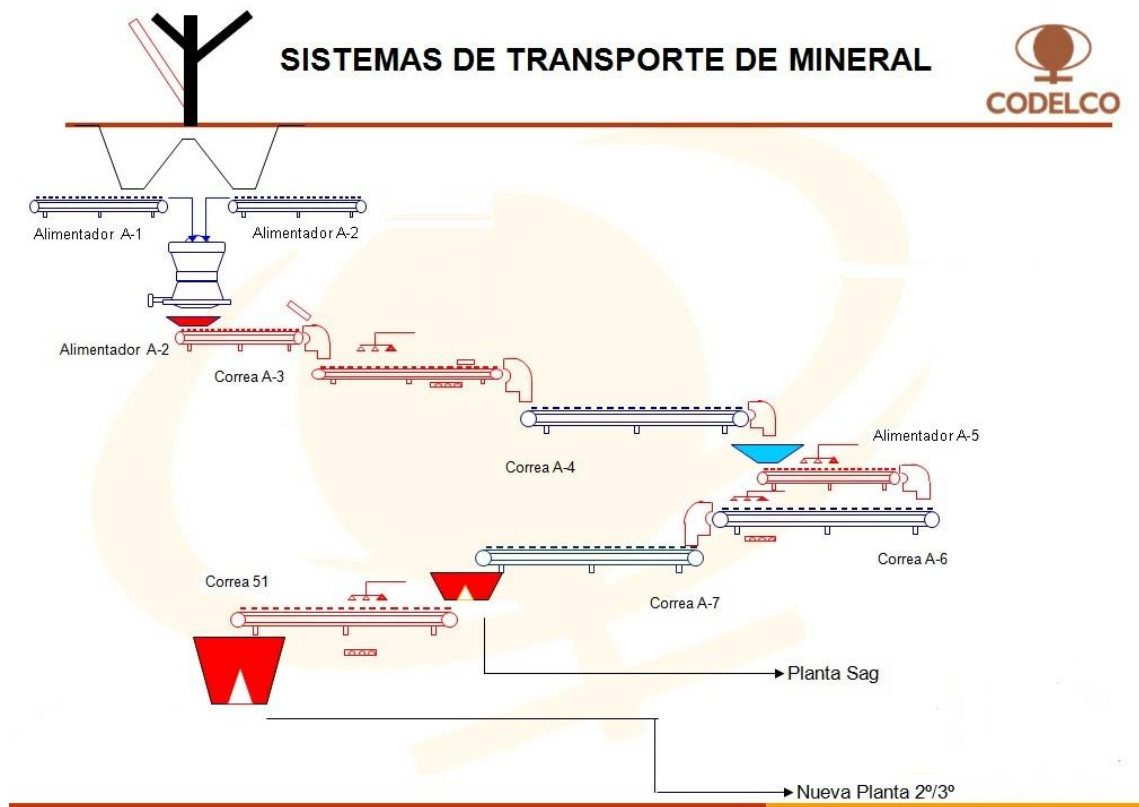 SISTEMAS DE TRANSPORTE DE MINERAL
CODELCO
Alimentador A-1
Alimentador A-2
Alimentador A-2
Correa A-3
Correa A-4
Alimentador A-5
Correa A-6
Correa A-7
Correa 51
Planta Sag
Nueva Planta 2º/3º